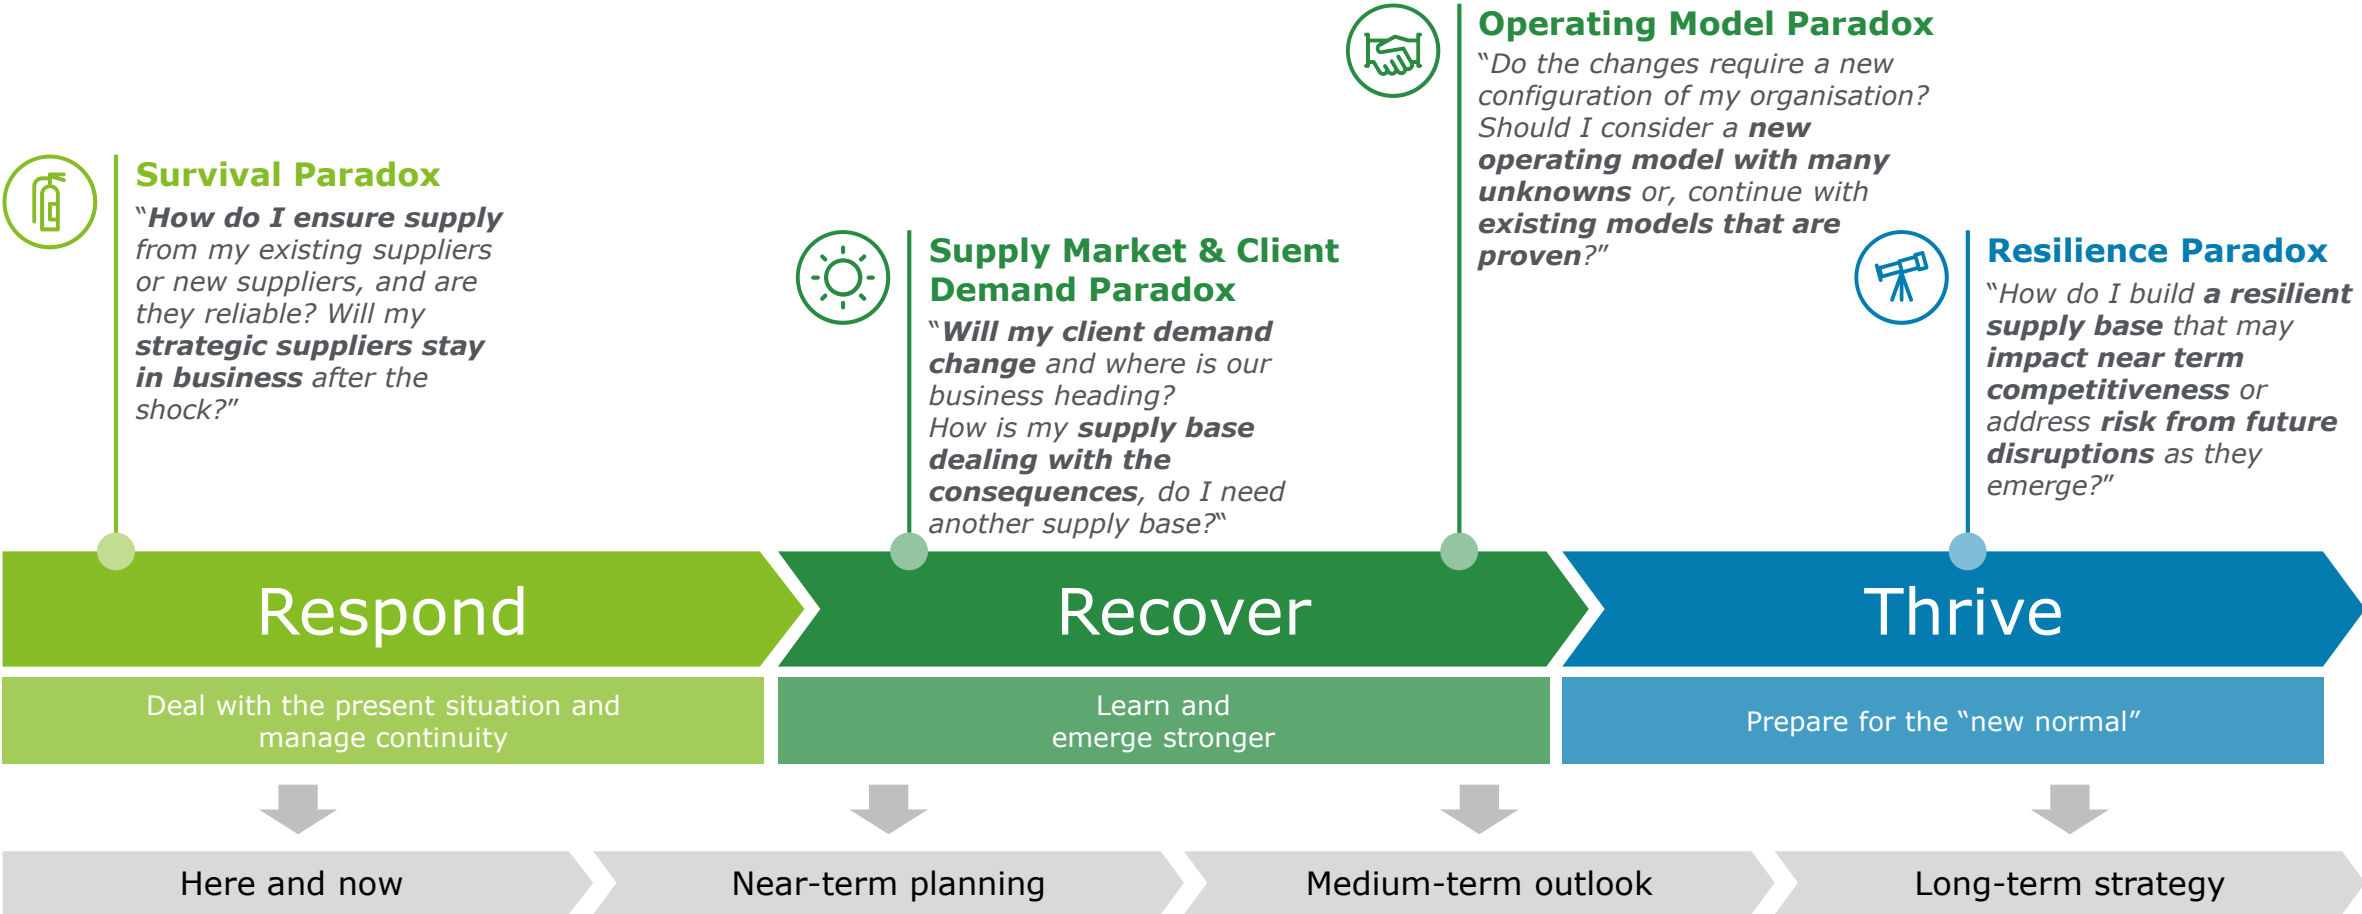 Operating Model Paradox
“Do the changes require a new
configuration of my organisation?
Should I consider a new
operating model with many
unknowns or, continue with
existing models that are
proven?”
Survival Paradox
“How do I ensure supply
from my existing suppliers
or new suppliers, and are
they reliable? Will my
strategic suppliers stay
in business after the
shock?”
Supply Market & Client
Demand Paradox
“Will my client demand
change and where is our
business heading?
How is my supply base
dealing with the
consequences, do I need
another supply base?“
Resilience Paradox
“How do I build a resilient
supply base that may
impact near term
competitiveness or
address risk from future
disruptions as they
emerge?”
Respond
Recover
Thrive
Deal with the present situation and
manage continuity
Learn and
emerge stronger
Prepare for the “new normal”
Here and now
Near-term planning
Medium-term outlook
Long-term strategy